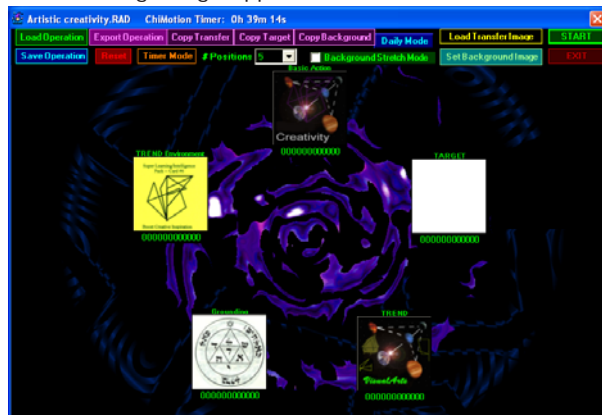 Artistic creativity.RAD ChiMotion Timer: 0h 39m 14s
Load Operation Export Operation Copy Transfer Copy Target Copy Background Daily Mode Load Transfer Image START
Save Operation Reset Timer Mode # Positions 5 Background Stretch Mode Set Background Image EXIT
Basic Action
Creativity
000000000000
TREND Environment
TARGET
000000000000
000000000000
Grounding
TREND
VisualArts
000000000000
000000000000